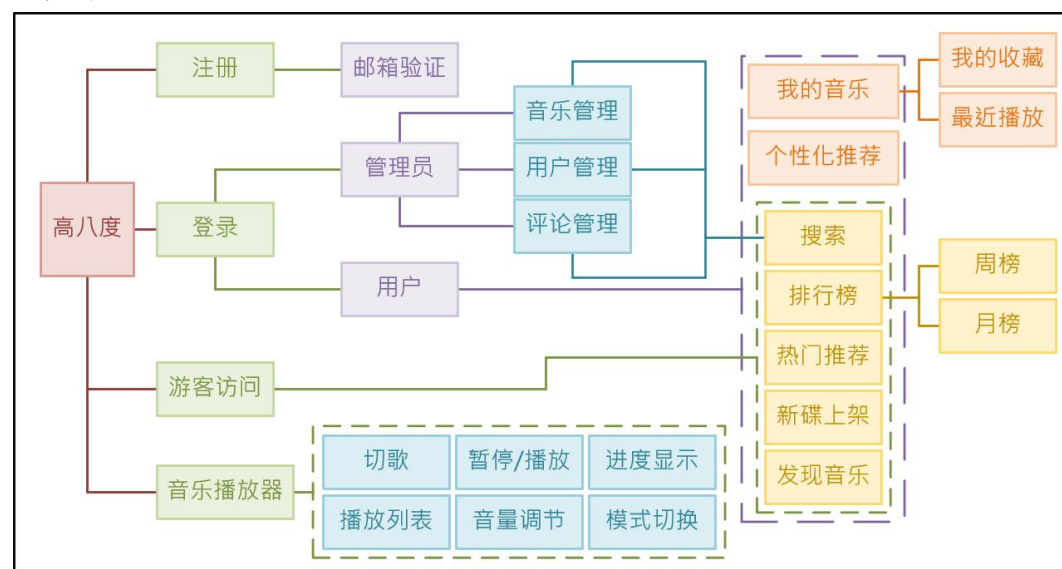 高八度
注册
邮箱验证
登录
管理员
音乐管理
用户管理
评论管理
用户
游客访问
音乐播放器
切歌
暂停/播放
进度显示
播放列表
音量调节
模式切换
我的音乐
我的收藏
最近播放
个性化推荐
搜索
排行榜
周榜
月榜
热门推荐
新碟上架
发现音乐